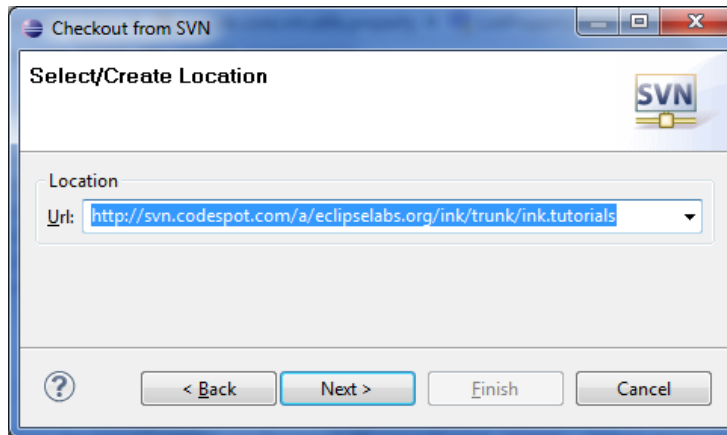 Checkout from SVN
Select/Create Location
SVN
Location
Url: http://svn.codespot.com/a/eclipselabs.org/ink/trunk/ink.tutorials
? < Back Next > Finish Cancel